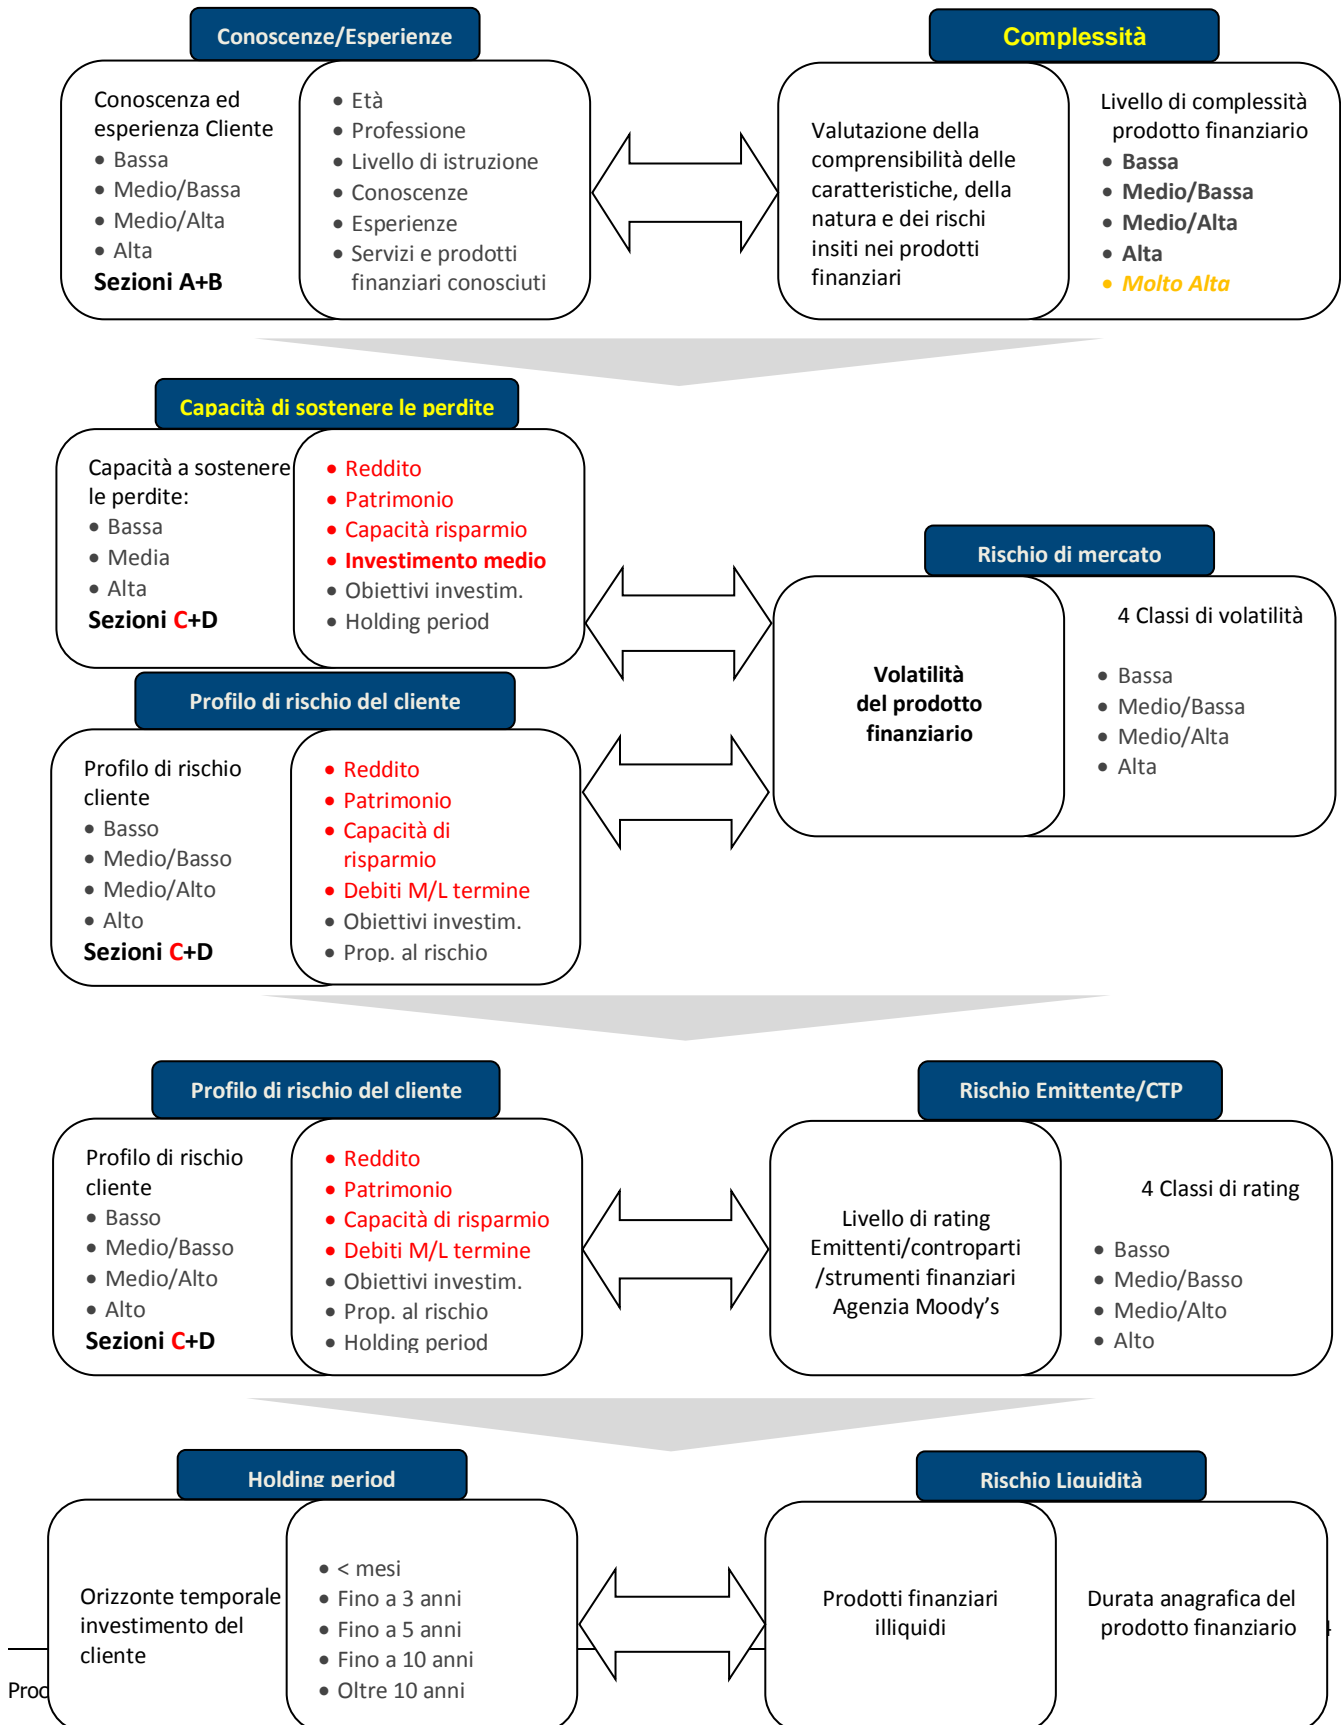 Conoscenze/Esperienze
Conoscenza ed
esperienza Cliente
• Bassa
• Medio/Bassa
• Medio/Alta
• Alta
Sezioni A+B
• Età
• Professione
• Livello di istruzione
• Conoscenze
• Esperienze
• Servizi e prodotti
finanziari conosciuti
Complessità
Valutazione della
comprensibilità delle
caratteristiche, della
natura e dei rischi
insiti nei prodotti
finanziari
Livello di complessità
prodotto finanziario
• Bassa
• Medio/Bassa
• Medio/Alta
• Alta
• Molto Alta
Capacità di sostenere le perdite
Capacità a sostenere
le perdite:
• Bassa
• Media
• Alta
Sezioni C+D
• Reddito
• Patrimonio
• Capacità risparmio
• Investimento medio
• Obiettivi investim.
• Holding period
Profilo di rischio del cliente
Profilo di rischio
cliente
• Basso
• Medio/Basso
• Medio/Alto
• Alto
Sezioni C+D
• Reddito
• Patrimonio
• Capacità di
risparmio
• Debiti M/L termine
• Obiettivi investim.
• Prop. al rischio
Rischio di mercato
Volatilità
del prodotto
finanziario
4 Classi di volatilità
• Bassa
• Medio/Bassa
• Medio/Alta
• Alta
Profilo di rischio del cliente
Profilo di rischio
cliente
• Basso
• Medio/Basso
• Medio/Alto
• Alto
Sezioni C+D
• Reddito
• Patrimonio
• Capacità di risparmio
• Debiti M/L termine
• Obiettivi investim.
• Prop. al rischio
• Holding period
Rischio Emittente/CTP
Livello di rating
Emittenti/controparti
/strumenti finanziari
Agenzia Moody's
4 Classi di rating
• Basso
• Medio/Basso
• Medio/Alto
• Alto
Holding period
Orizzonte temporale
investimento del
cliente
• < mesi
• Fino a 3 anni
• Fino a 5 anni
• Fino a 10 anni
• Oltre 10 anni
Rischio Liquidità
Prodotti finanziari
illiquidi
Durata anagrafica del
prodotto finanziario